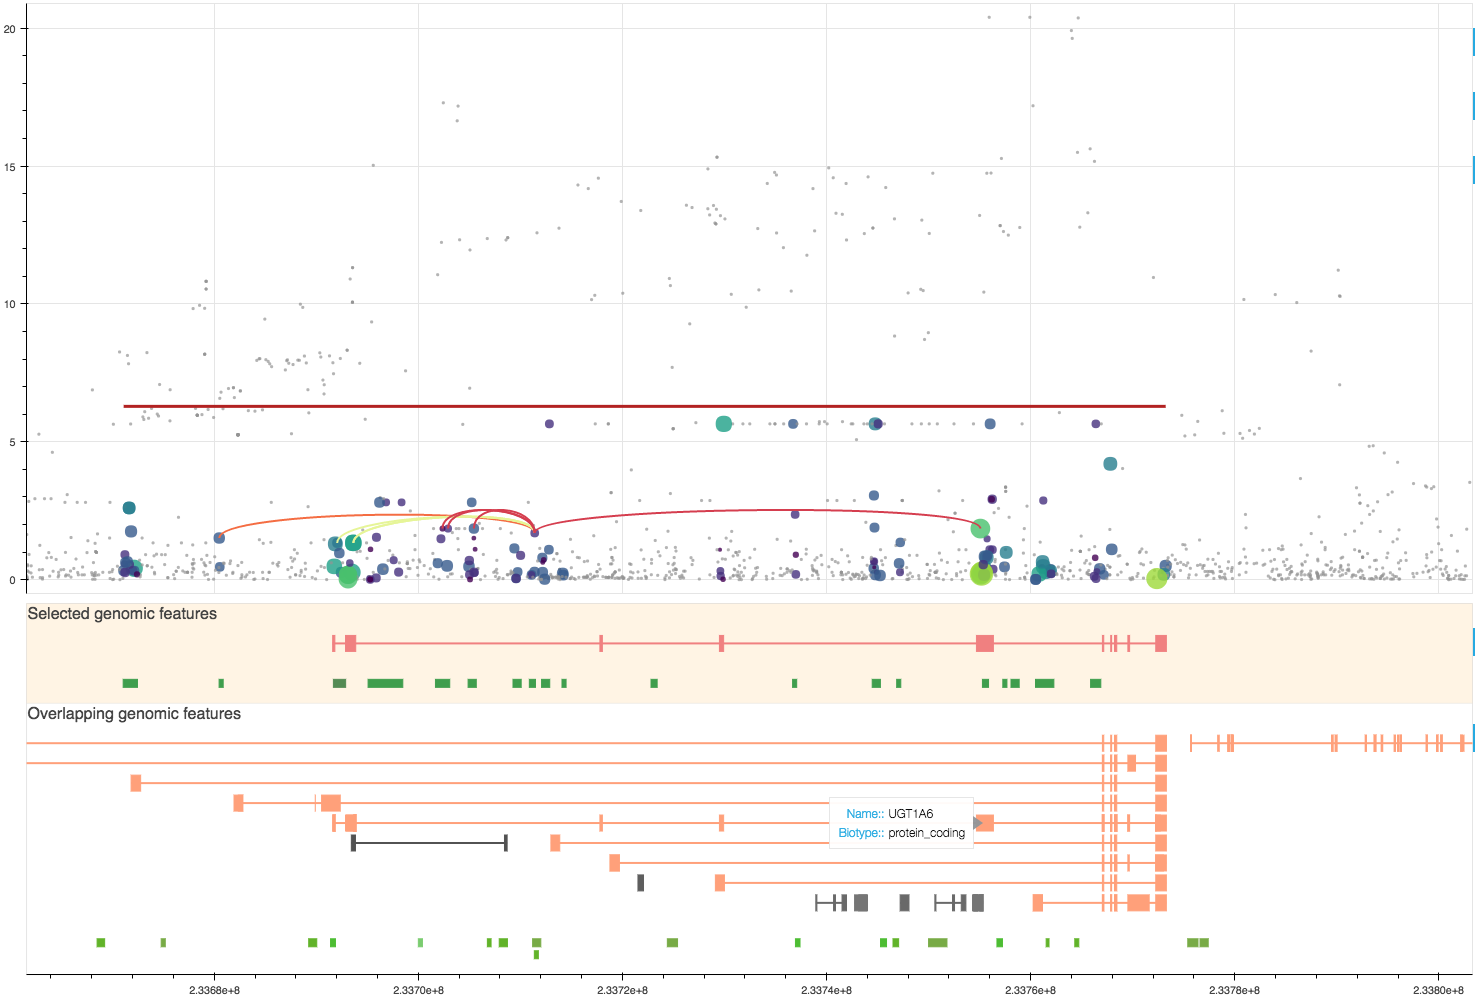 20
15
10
5
0
Selected genomic features
Overlapping genomic features
Name:: UGT1A6
Biotype:: protein_coding
2.3368e+8 2.3370e+8 2.3372e+8 2.3374e+8 2.3376e+8 2.3378e+8 2.3380e+8